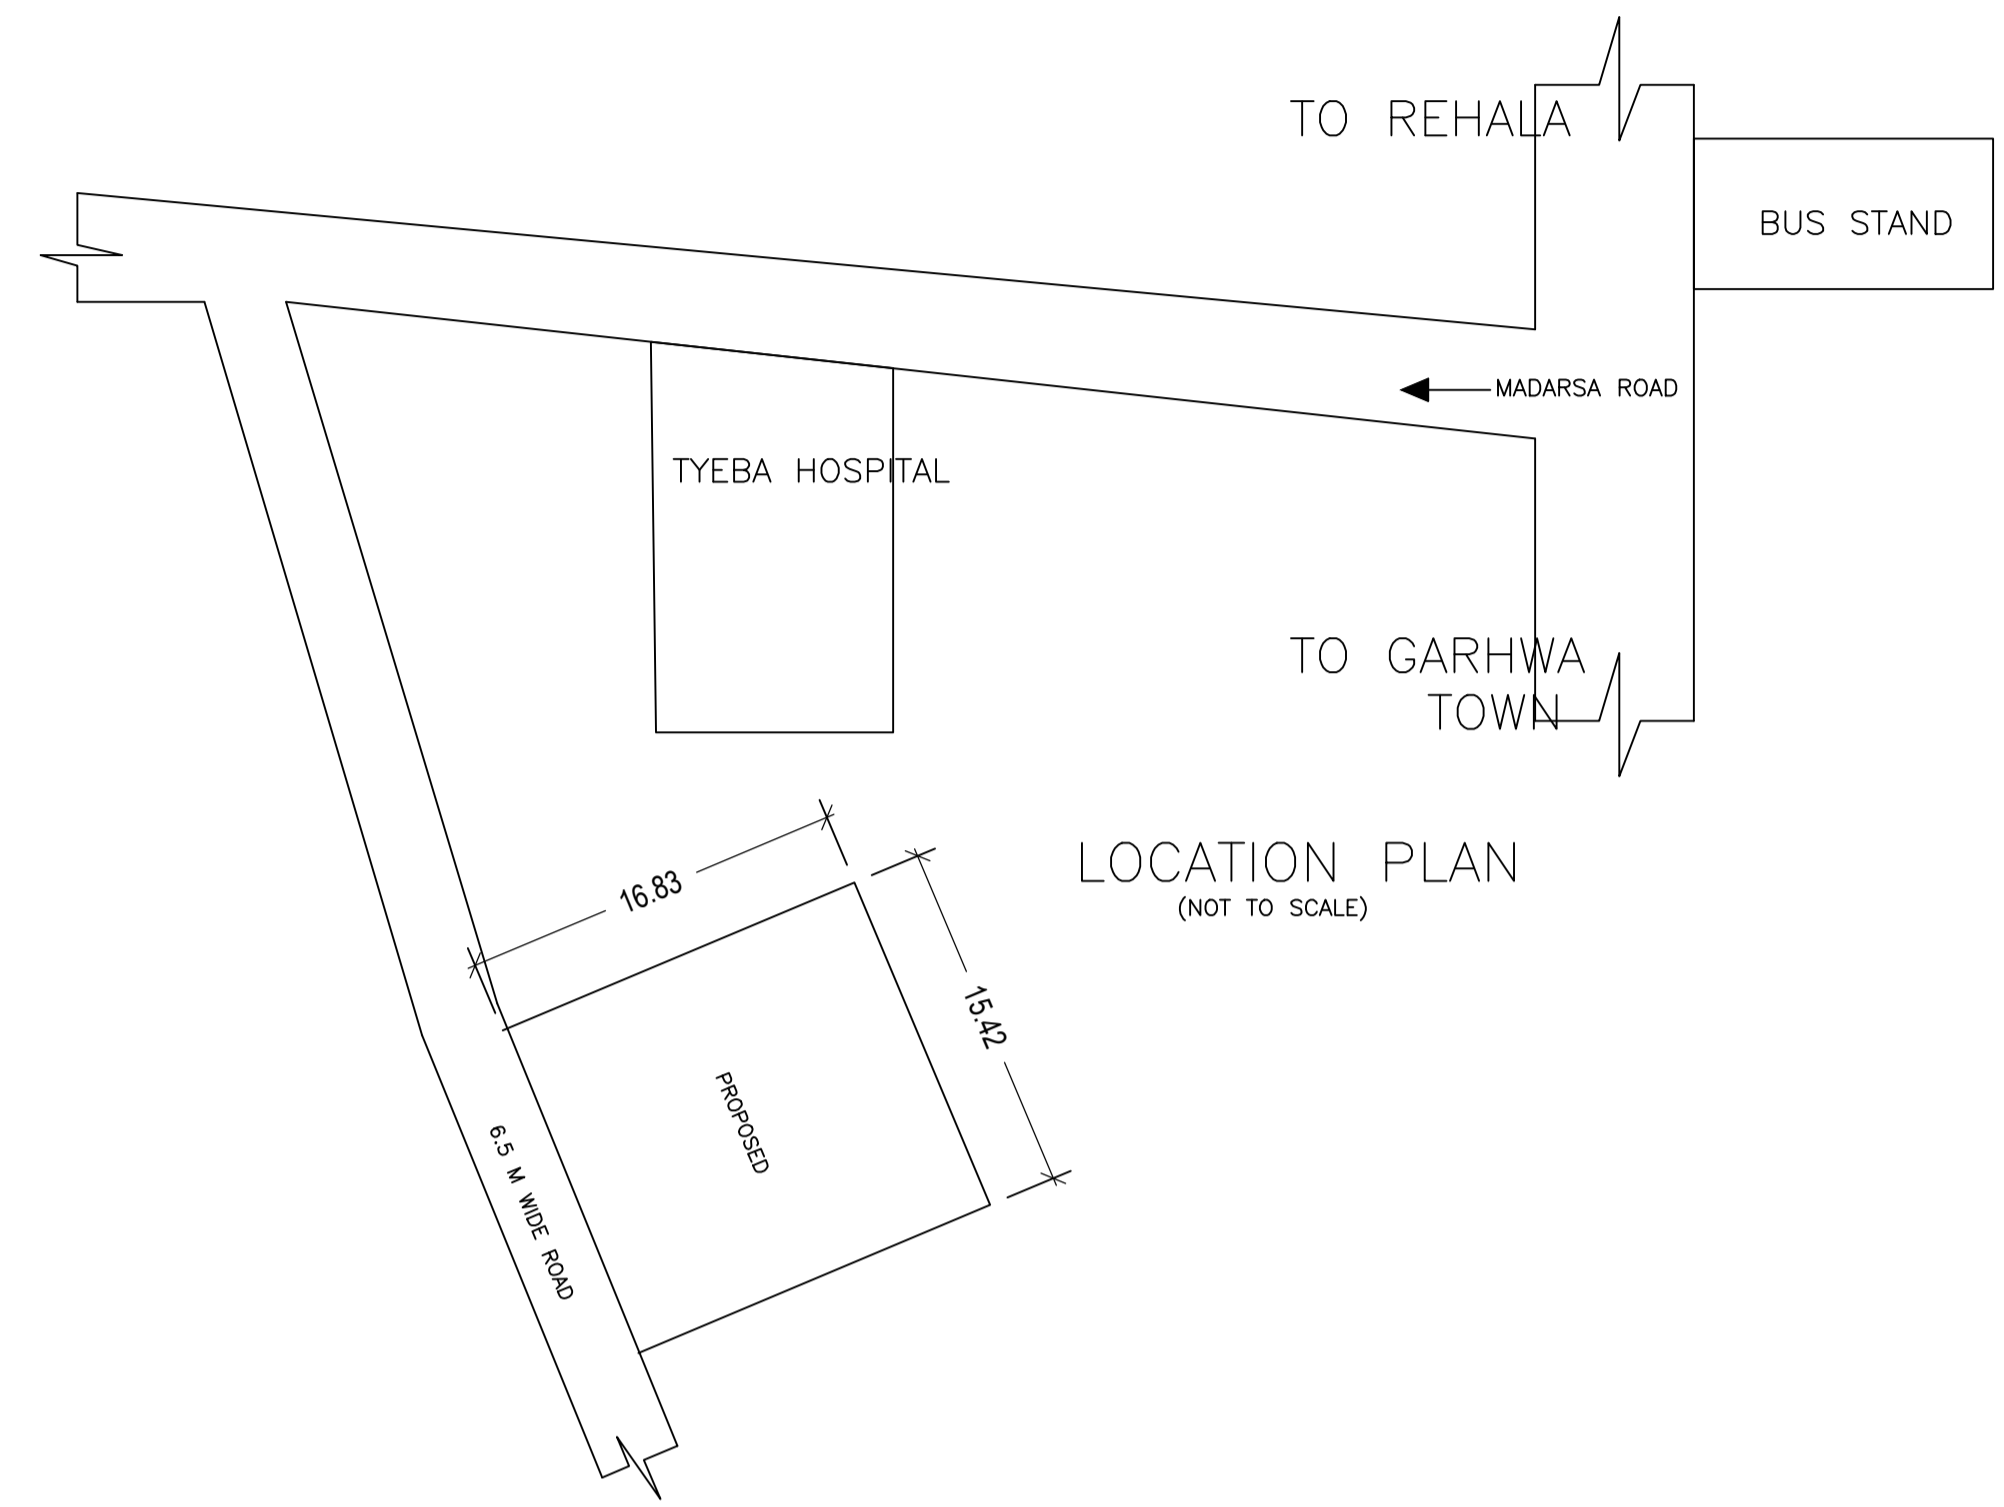 TO REHALA
BUS STAND
MADARSA ROAD
TYEBA HOSPITAL
TO GARHWA
TOWN
LOCATION PLAN
(NOT TO SCALE)
16.83
15.42
PROPOSED
6.5 M WIDE ROAD